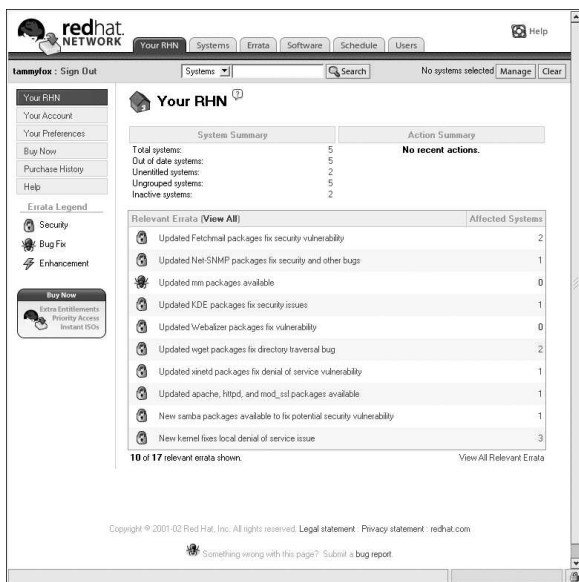 redhat.
NETWORK
Your RHN Systems Errata Software Schedule Users
Help
tammyfox : Sign Out
Systems
Search
No systems selected Manage Clear
Your RHN
Your Account
Your Preferences
Buy Now
Purchase History
Help
Errata Legend
Security
Bug Fix
Enhancement
Buy Now
Extra Entitlements
Priority Access
Instant ISOs
Your RHN ?
System Summary
Total systems: 5
Out of date systems: 5
Unentitled systems: 2
Ungrouped systems: 5
Inactive systems: 2
Action Summary
No recent actions.
Relevant Errata (View All) Affected Systems
Updated Fetchmail packages fix security vulnerability 2
Updated Net-SNMP packages fix security and other bugs 1
Updated mm packages available 0
Updated KDE packages fix security issues 1
Updated Webalizer packages fix vulnerability 0
Updated wget packages fix directory traversal bug 2
Updated xinetd packages fix denial of service vulnerability 1
Updated apache, httpd, and mod_ssl packages available 1
New samba packages available to fix potential security vulnerability 1
New kernel fixes local denial of service issue 3
10 of 17 relevant errata shown. View All Relevant Errata
Copyright © 2001-02 Red Hat, Inc. All rights reserved. Legal statement : Privacy statement : redhat.com
Something wrong with this page? Submit a bug report.